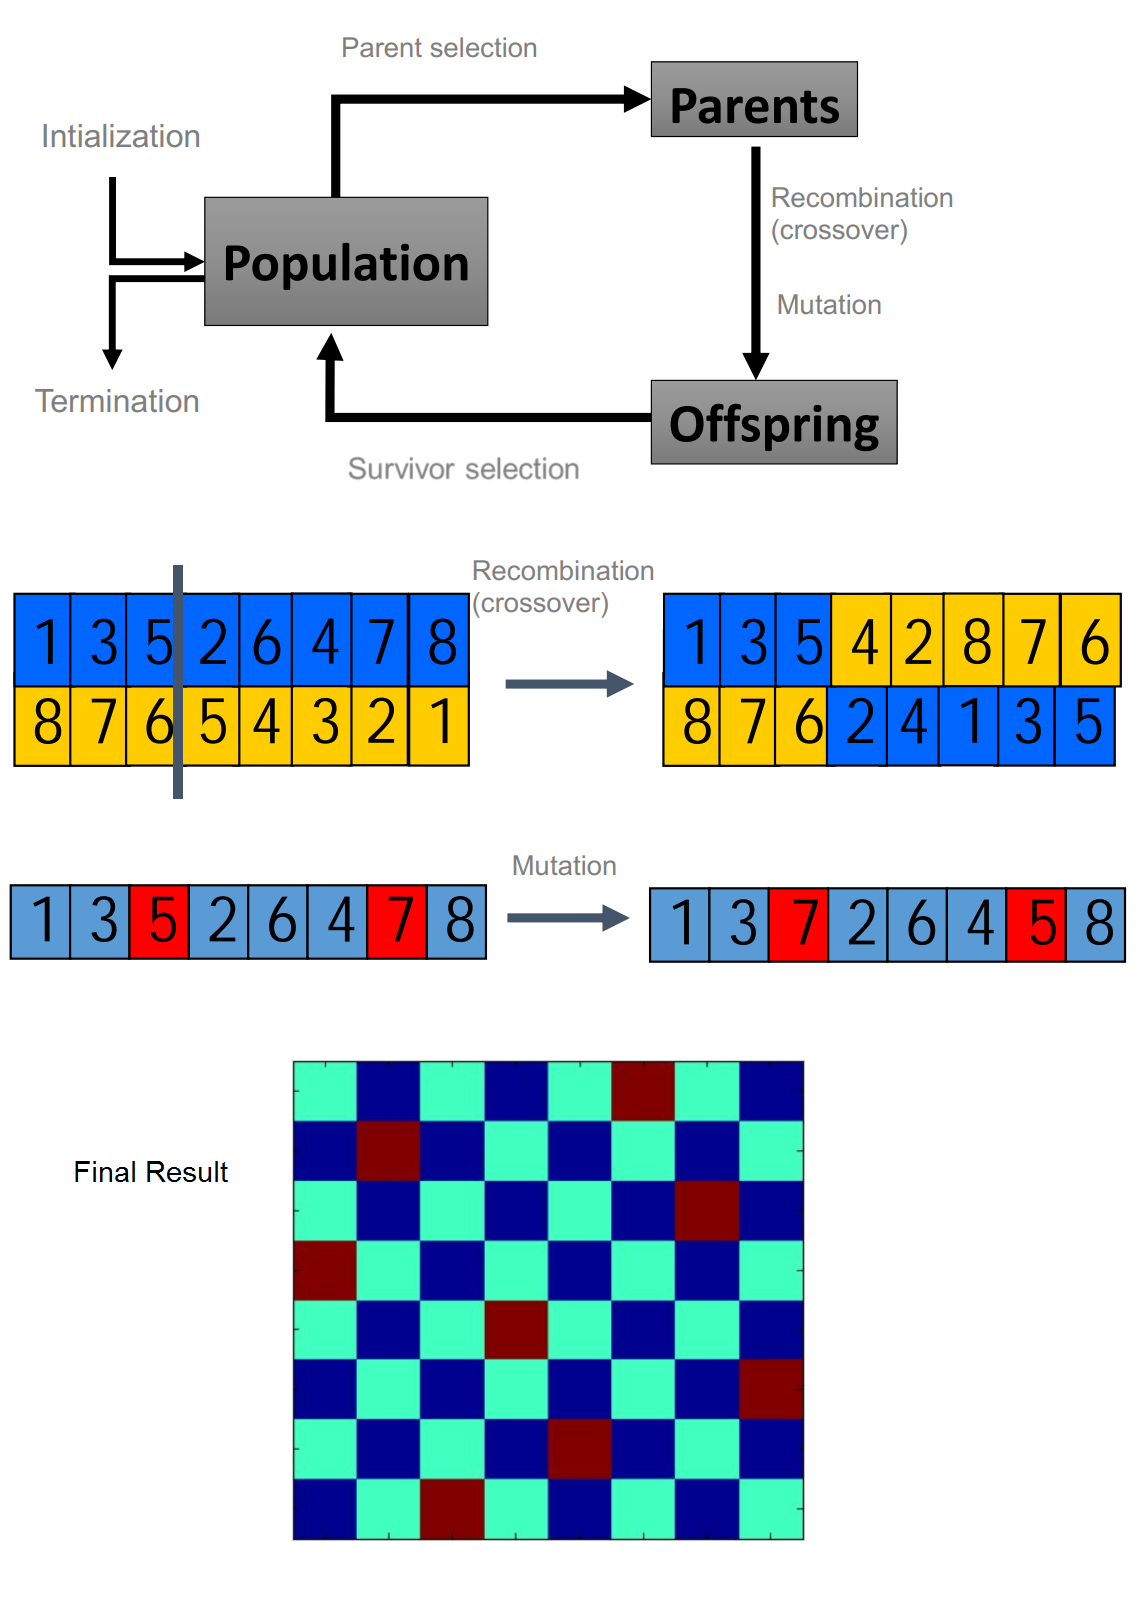 Parent selection
Parents
Intialization
Recombination
(crossover)
Population
Mutation
Termination
Offspring
Survivor selection
Recombination
(crossover)
1 3 5 2 6 4 7 8
1 3 5 4 2 8 7 6
8 7 6 5 4 3 2 1
8 7 6 2 4 1 3 5
Mutation
1 3 5 2 6 4 7 8
1 3 7 2 6 4 5 8
Final Result